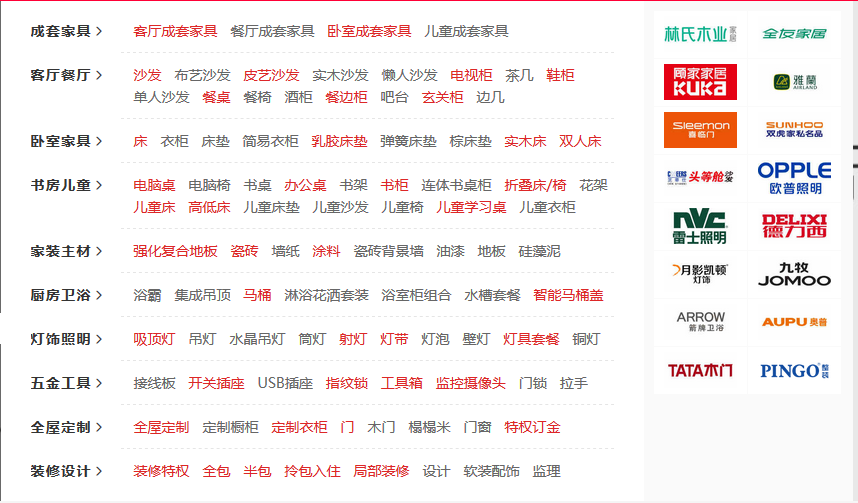 成套家具 > 客厅成套家具 餐厅成套家具 卧室成套家具 儿童成套家具
客厅餐厅 > 沙发 布艺沙发 皮艺沙发 实木沙发 懒人沙发 电视柜 茶几 鞋柜
单人沙发 餐桌 餐椅 酒柜 餐边柜 吧台 玄关柜 边几
卧室家具 > 床 衣柜 床垫 简易衣柜 乳胶床垫 弹簧床垫 棕床垫 实木床 双人床
书房儿童 > 电脑桌 电脑椅 书桌 办公桌 书架 书柜 连体书桌柜 折叠床/椅 花架
儿童床 高低床 儿童床垫 儿童沙发 儿童椅 儿童学习桌 儿童衣柜
家装主材 > 强化复合地板 瓷砖 墙纸 涂料 瓷砖背景墙 油漆 地板 硅藻泥
厨房卫浴 > 浴霸 集成吊顶 马桶 淋浴花洒套装 浴室柜组合 水槽套餐 智能马桶盖
灯饰照明 > 吸顶灯 吊灯 水晶吊灯 筒灯 射灯 灯带 灯泡 壁灯 灯具套餐 铜灯
五金工具 > 接线板 开关插座 USB插座 指纹锁 工具箱 监控摄像头 门锁 拉手
全屋定制 > 全屋定制 定制橱柜 定制衣柜 门 木门 榻榻米 门窗 特权订金
装修设计 > 装修特权 全包 半包 拎包入住 局部装修 设计 软装配饰 监理
林氏木业 家居 全友家居
顾家家居
KUKA
雅蘭
AIRLAND
Sleemon
喜临门
SUNHOO
双虎家私名品
头等舱 沙发
OPPLE
欧普照明
NVC
雷士照明
DELIXI
德力西
月影凯顿
灯饰
九牧
JOMOO
ARROW
箭牌卫浴
AUPU 奥普
TATA木门
PINGO